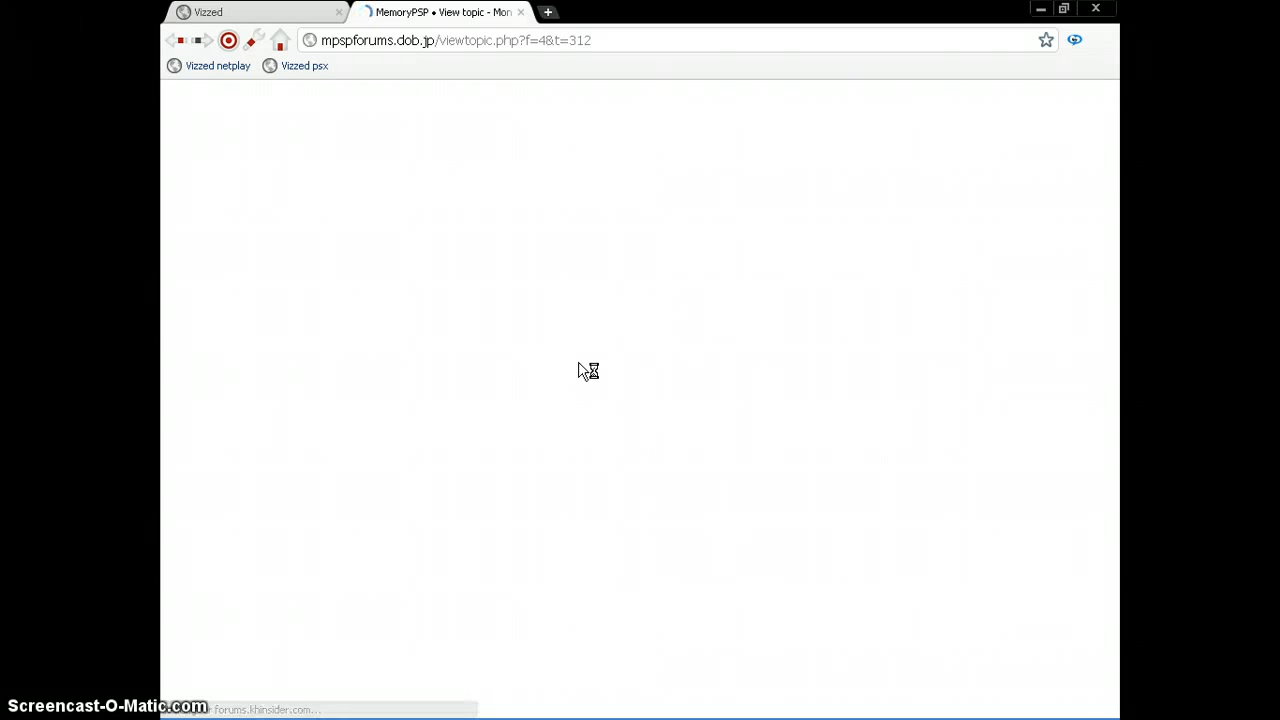 Vizzed
MemoryPSP • View topic - Mon
mpspforums.dob.jp/viewtopic.php?f=4&t=312
Vizzed netplay
Vizzed psx
Screencast-O-Matic.com
forums.khinsider.com...